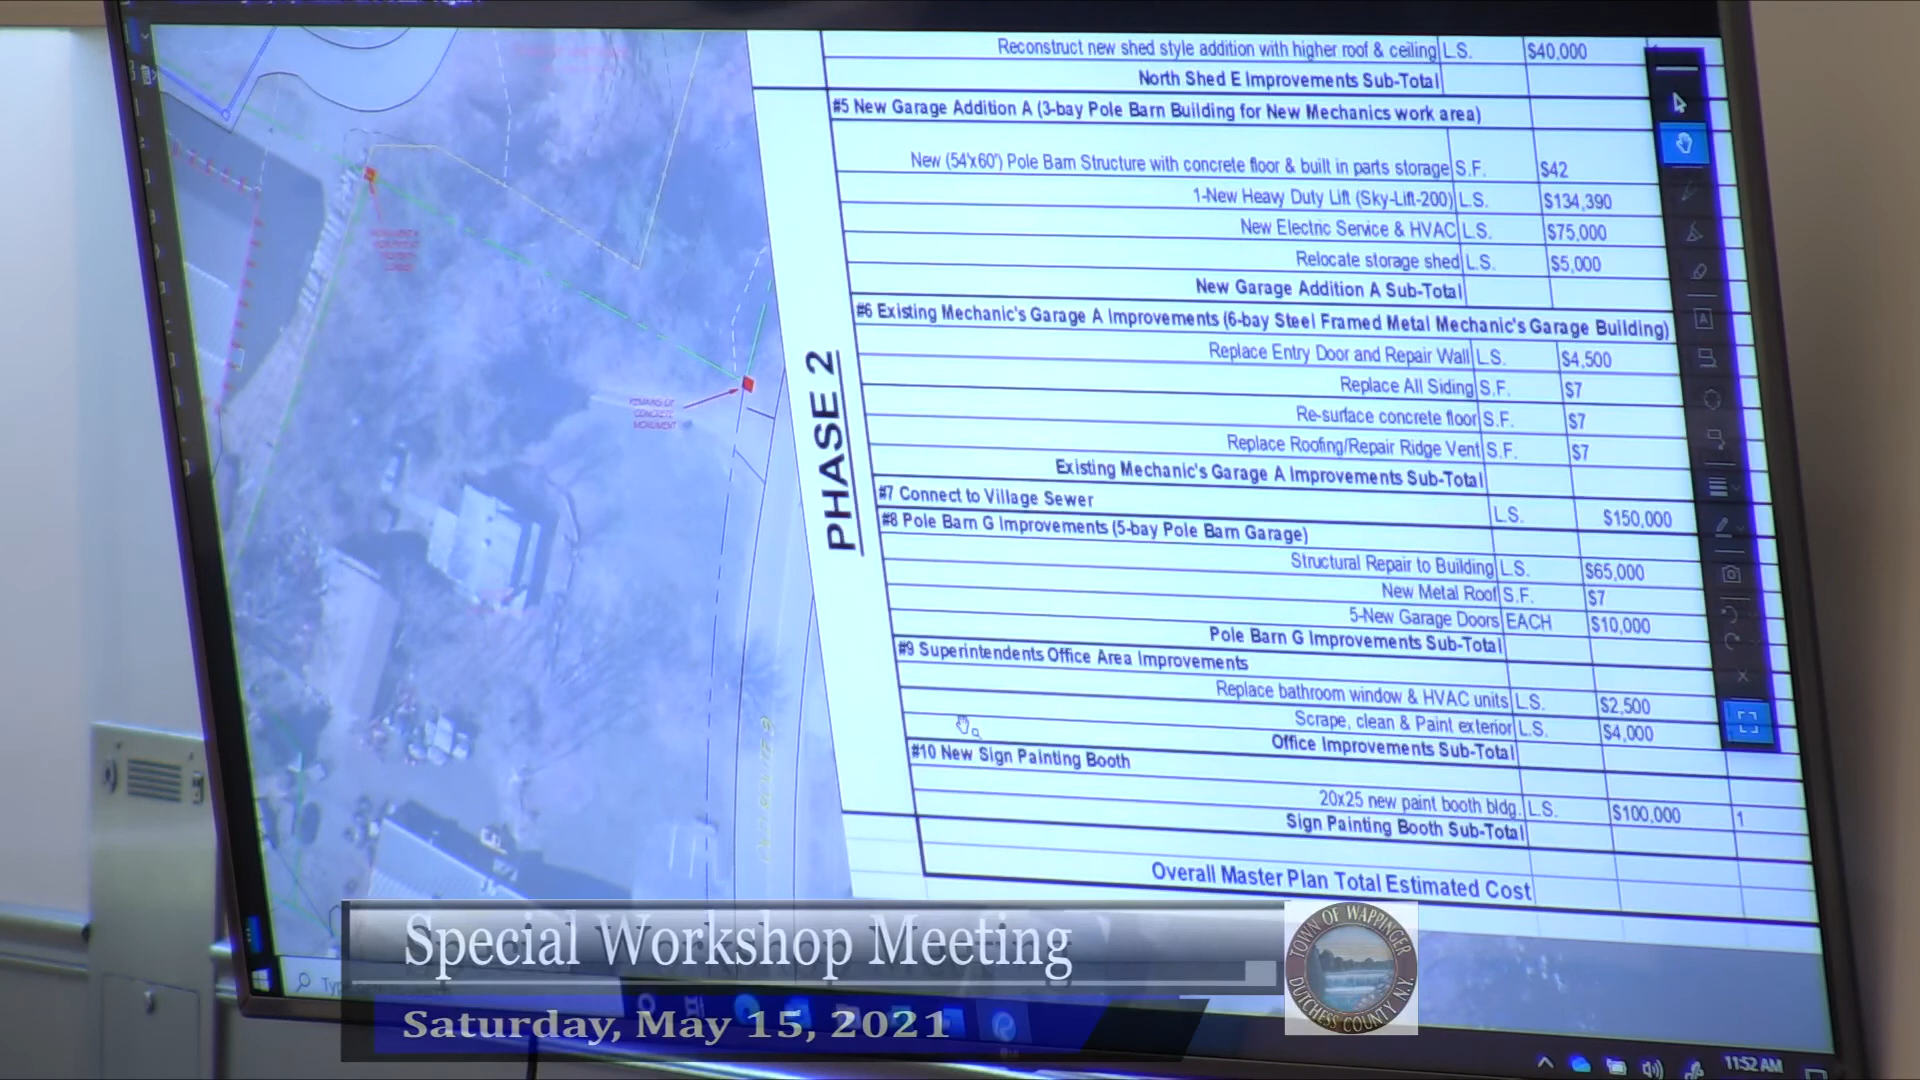 Reconstruct new shed style addition with higher roof & ceiling L.S. $40,000
North Shed E Improvements Sub-Total
#5 New Garage Addition A (3-bay Pole Barn Building for New Mechanics work area)
New (54'x60') Pole Barn Structure with concrete floor & built in parts storage S.F. $42
1-New Heavy Duty Lift (Sky-Lift-200) L.S. $134,390
New Electric Service & HVAC L.S. $75,000
Relocate storage shed L.S. $5,000
New Garage Addition A Sub-Total
#6 Existing Mechanic's Garage A Improvements (6-bay Steel Framed Metal Mechanic's Garage Building)
Replace Entry Door and Repair Wall L.S. $4,500
Replace All Siding S.F. $7
Re-surface concrete floor S.F. $7
Replace Roofing/Repair Ridge Vent S.F. $7
Existing Mechanic's Garage A Improvements Sub-Total
#7 Connect to Village Sewer L.S. $150,000
#8 Pole Barn G Improvements (5-bay Pole Barn Garage)
Structural Repair to Building L.S. $65,000
New Metal Roof S.F. $7
5-New Garage Doors EACH $10,000
Pole Barn G Improvements Sub-Total
#9 Superintendents Office Area Improvements
Replace bathroom window & HVAC units L.S. $2,500
Scrape, clean & Paint exterior L.S. $4,000
Office Improvements Sub-Total
#10 New Sign Painting Booth
20x25 new paint booth bldg. L.S. $100,000 1
Sign Painting Booth Sub-Total
Overall Master Plan Total Estimated Cost
PHASE 2
REMAINS OF
CONCRETE
MONUMENT
OLD ROUTE 9
Special Workshop Meeting
Saturday, May 15, 2021
TOWN OF WAPPINGER
DUTCHESS COUNTY N.Y.
11:52 AM